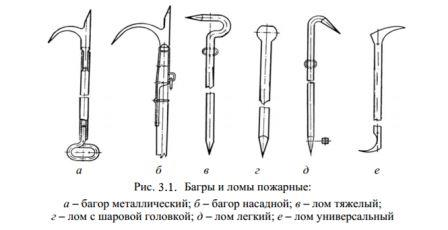 а б в г д е
Рис. 3.1. Багры и ломы пожарные:
а – багор металлический; б – багор насадной; в – лом тяжелый;
г – лом с шаровой головкой; д – лом легкий; е – лом универсальный